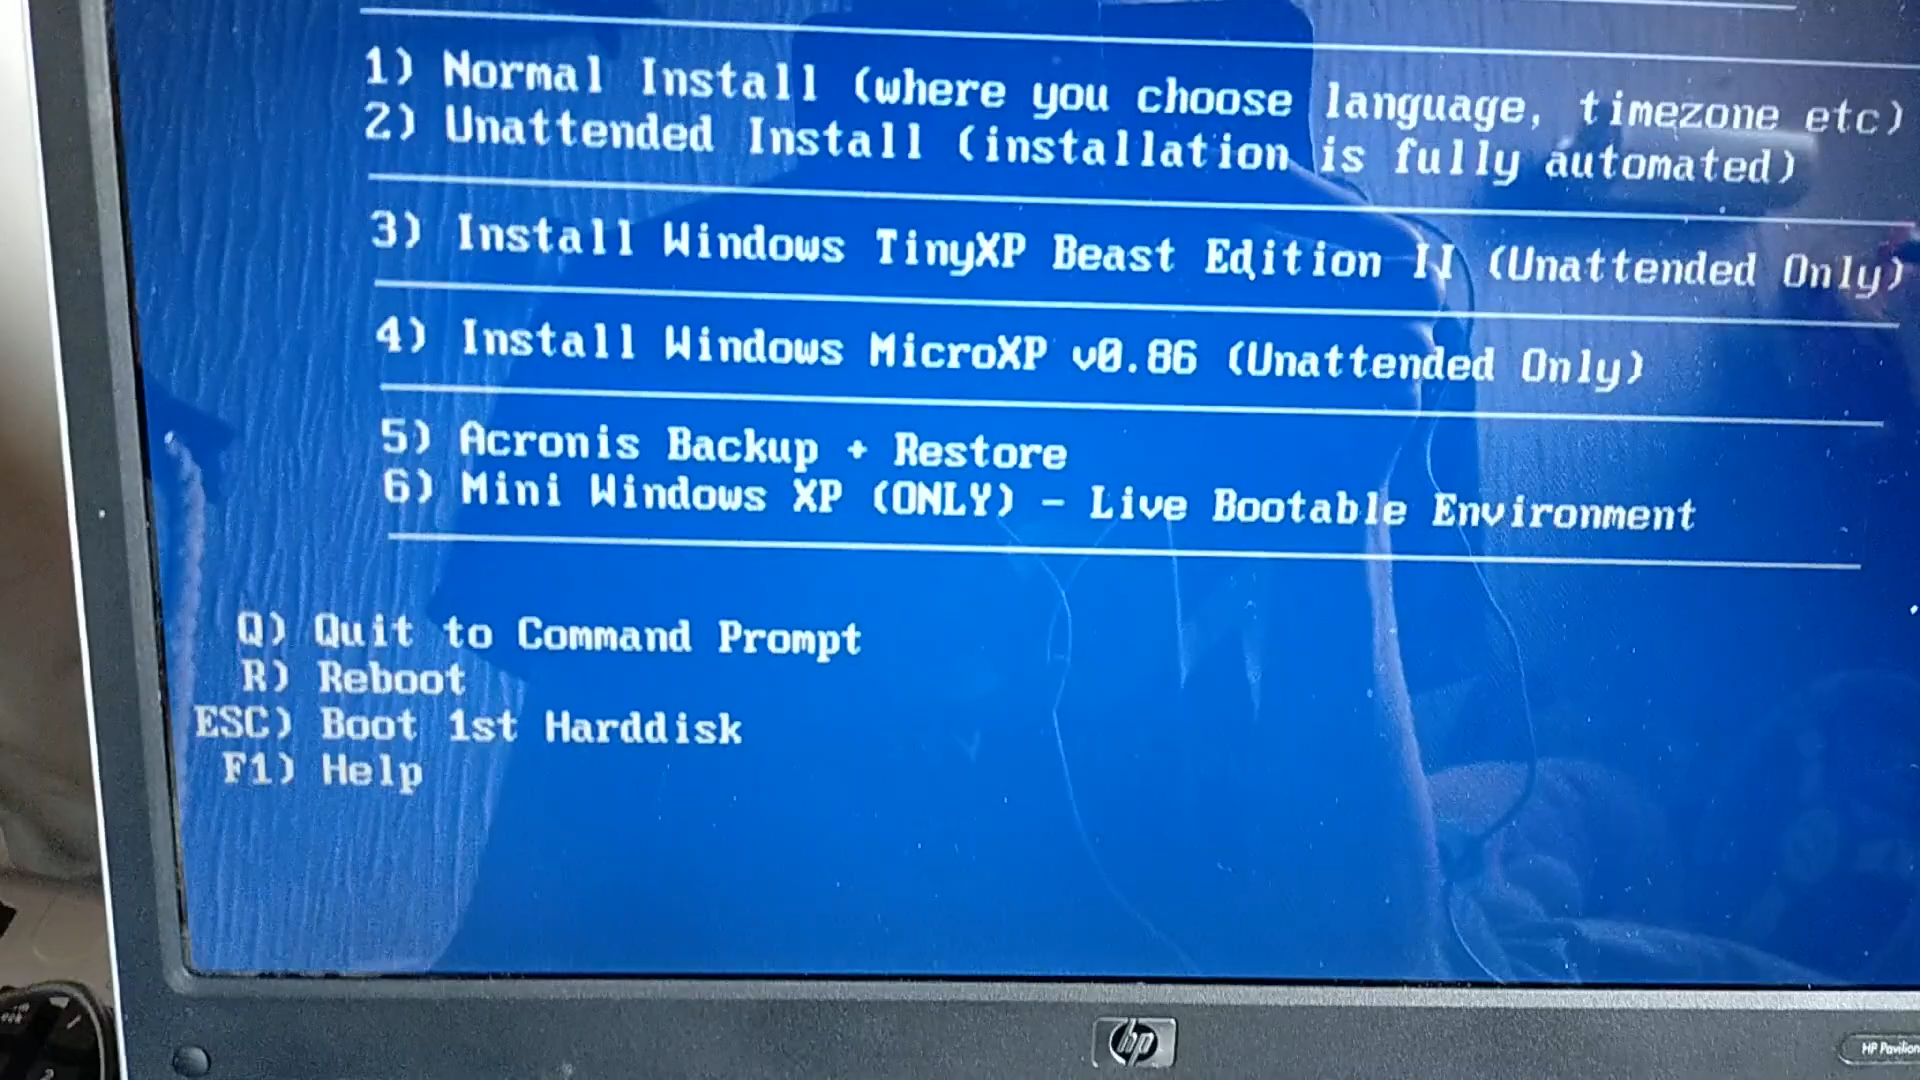 1) Normal Install (where you choose language, timezone etc)
2) Unattended Install (installation is fully automated)
3) Install Windows TinyXP Beast Edition II (Unattended Only)
4) Install Windows MicroXP v0.86 (Unattended Only)
5) Acronis Backup + Restore
6) Mini Windows XP (ONLY) - Live Bootable Environment
Q) Quit to Command Prompt
R) Reboot
ESC) Boot 1st Harddisk
F1) Help
hp
HP Pavilion